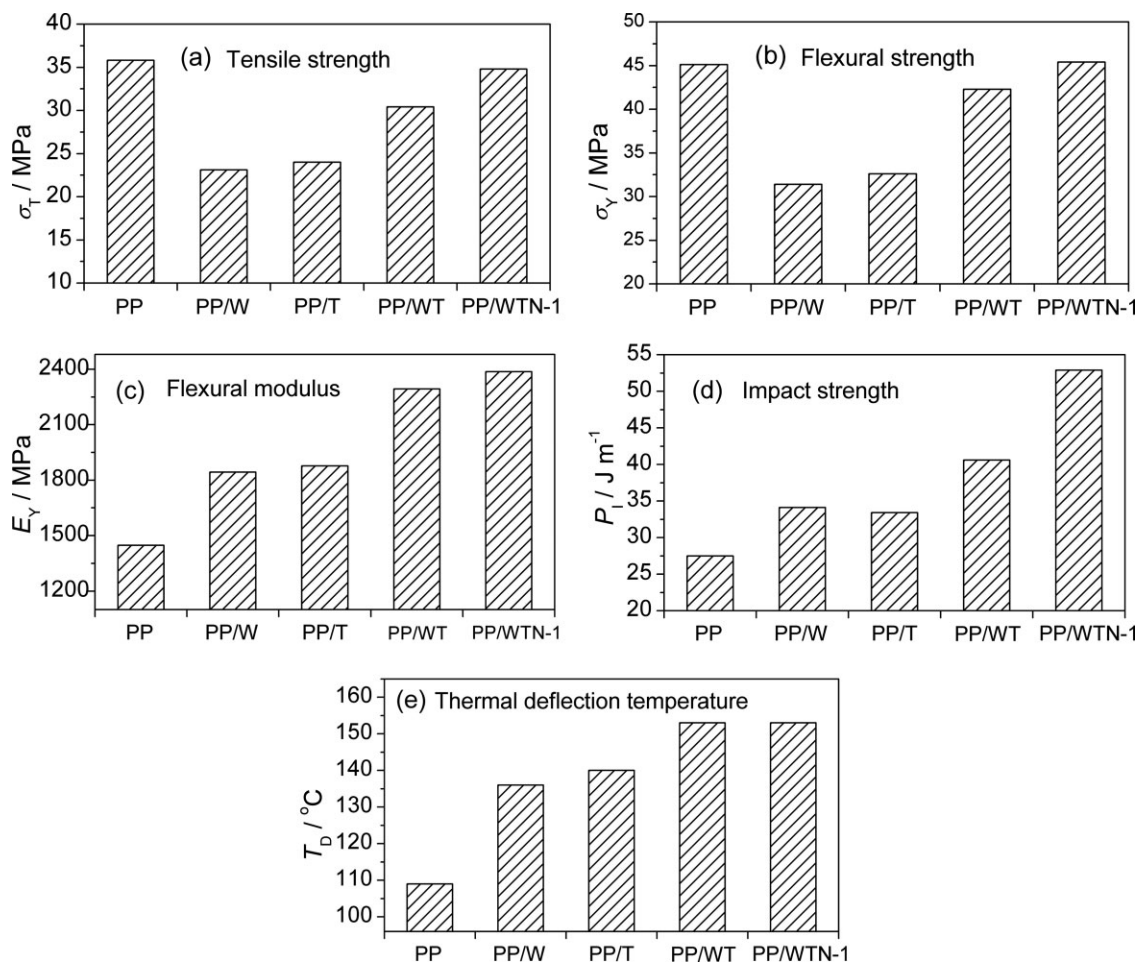 (a) Tensile strength
σT / MPa
40
35
30
25
20
15
10
PP PP/W PP/T PP/WT PP/WTN-1
(b) Flexural strength
σY / MPa
50
45
40
35
30
25
20
PP PP/W PP/T PP/WT PP/WTN-1
(c) Flexural modulus
EY / MPa
2400
2100
1800
1500
1200
PP PP/W PP/T PP/WT PP/WTN-1
(d) Impact strength
PI / J m-1
55
50
45
40
35
30
25
20
PP PP/W PP/T PP/WT PP/WTN-1
(e) Thermal deflection temperature
TD / oC
160
150
140
130
120
110
100
PP PP/W PP/T PP/WT PP/WTN-1